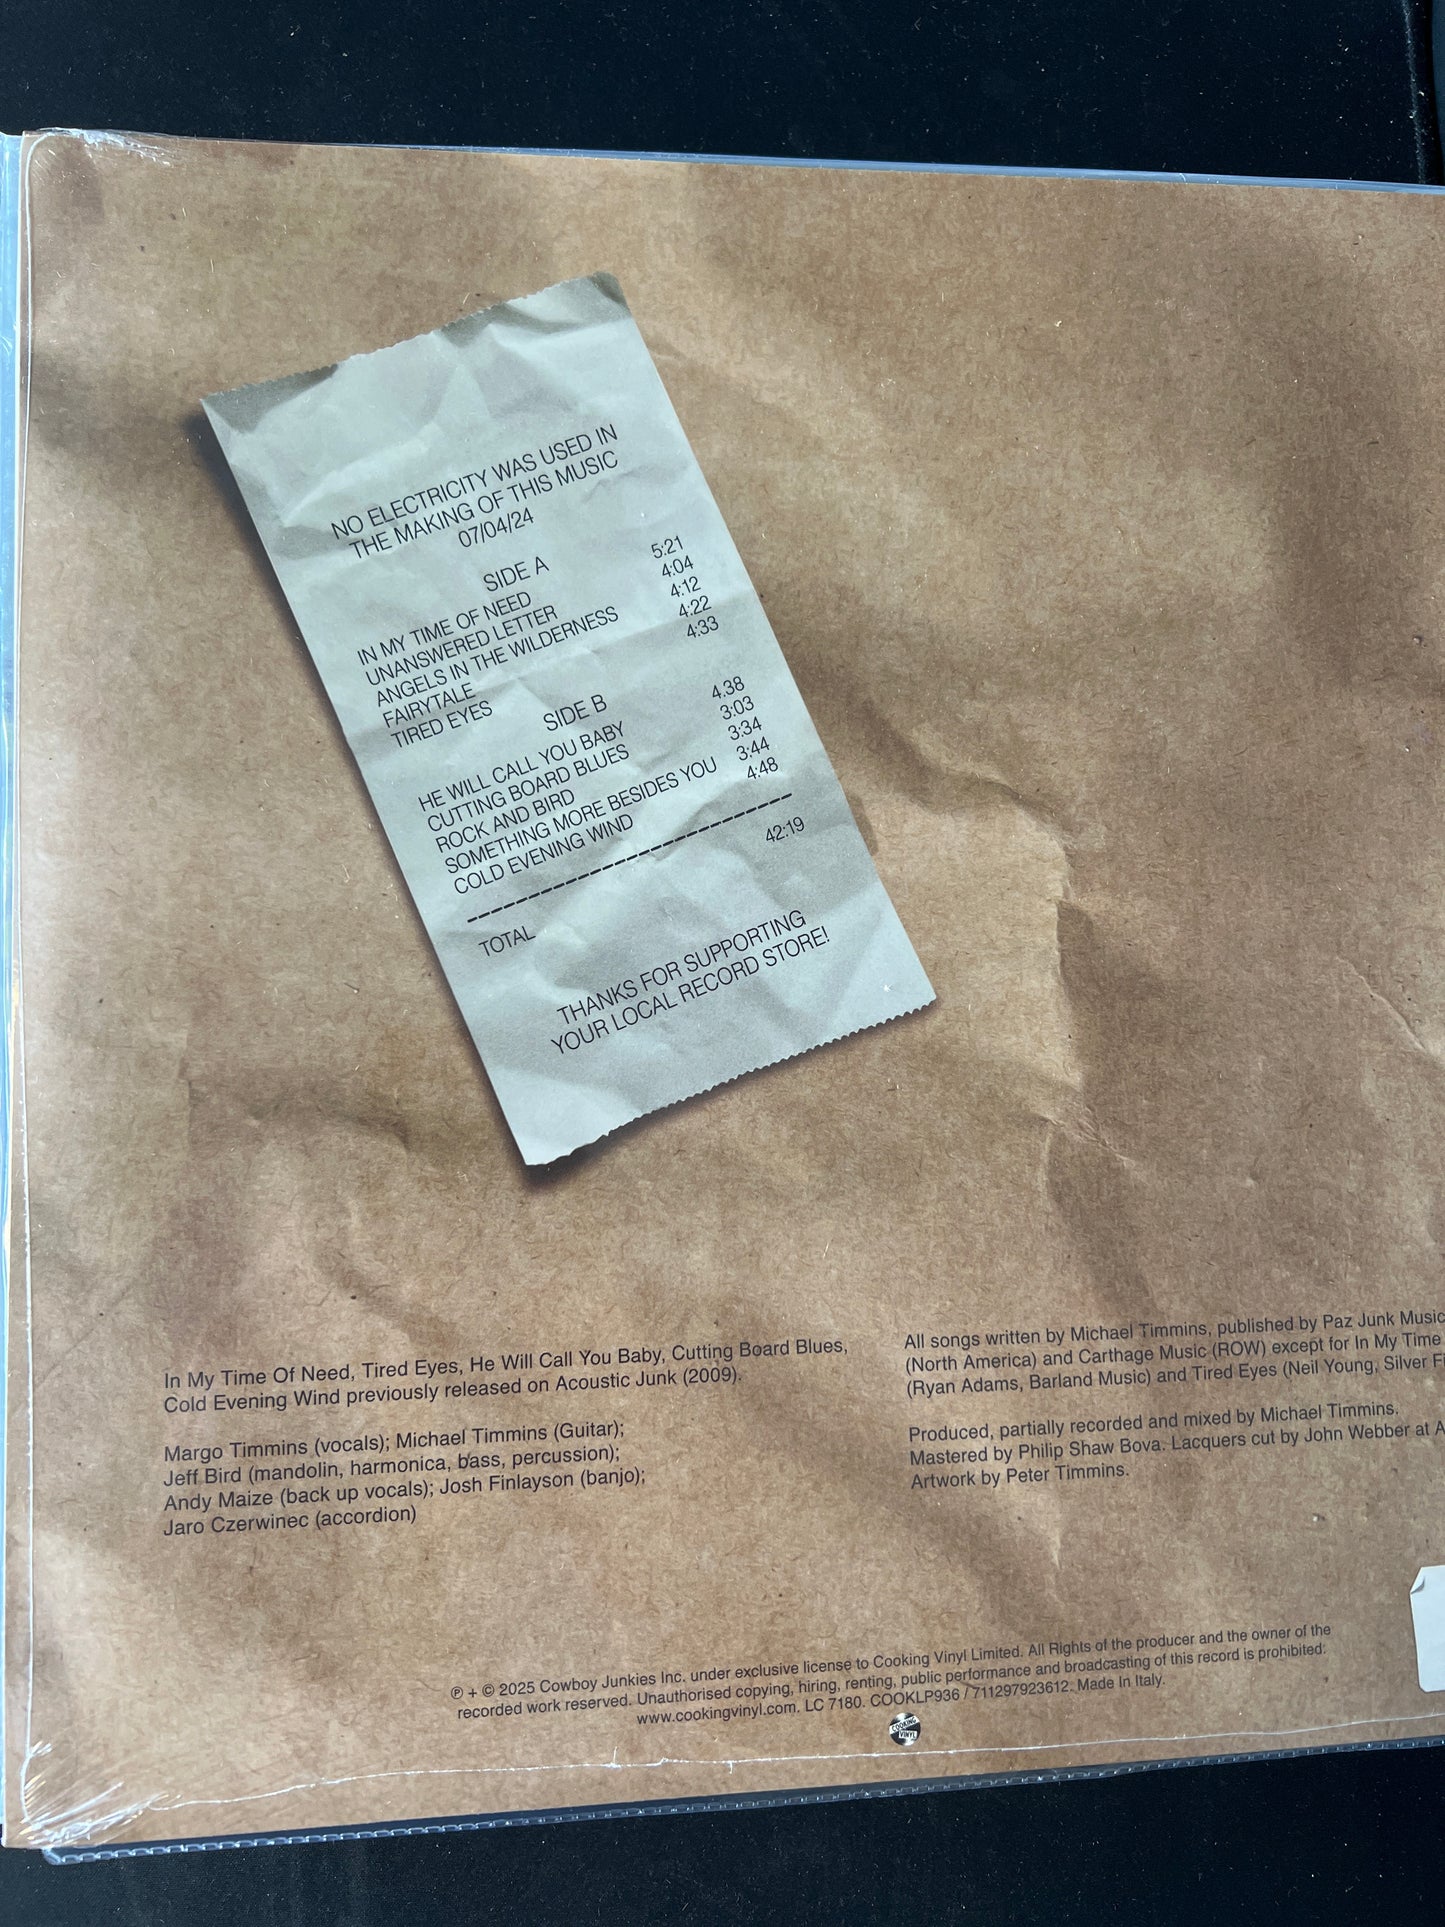 NO ELECTRICITY WAS USED IN
THE MAKING OF THIS MUSIC
07/04/24
SIDE A
IN MY TIME OF NEED 5:21
UNANSWERED LETTER 4:04
ANGELS IN THE WILDERNESS 4:12
FAIRYTALE 4:22
TIRED EYES 4:33
SIDE B
HE WILL CALL YOU BABY 4.38
CUTTING BOARD BLUES 3:03
ROCK AND BIRD 3:34
SOMETHING MORE BESIDES YOU 3:44
COLD EVENING WIND 4:48
TOTAL 42:19
THANKS FOR SUPPORTING
YOUR LOCAL RECORD STORE!
In My Time Of Need, Tired Eyes, He Will Call You Baby, Cutting Board Blues,
Cold Evening Wind previously released on Acoustic Junk (2009).
Margo Timmins (vocals); Michael Timmins (Guitar);
Jeff Bird (mandolin, harmonica, bass, percussion);
Andy Maize (back up vocals); Josh Finlayson (banjo);
Jaro Czerwinec (accordion)
All songs written by Michael Timmins, published by Paz Junk Music
(North America) and Carthage Music (ROW) except for In My Time
(Ryan Adams, Barland Music) and Tired Eyes (Neil Young, Silver
Produced, partially recorded and mixed by Michael Timmins.
Mastered by Philip Shaw Bova. Lacquers cut by John Webber at
Artwork by Peter Timmins.
℗ + © 2025 Cowboy Junkies Inc. under exclusive license to Cooking Vinyl Limited. All Rights of the producer and the owner of the
recorded work reserved. Unauthorised copying, hiring, renting, public performance and broadcasting of this record is prohibited.
www.cookingvinyl.com. LC 7180. COOKLP936 / 711297923612. Made In Italy.
COOKING
VINYL